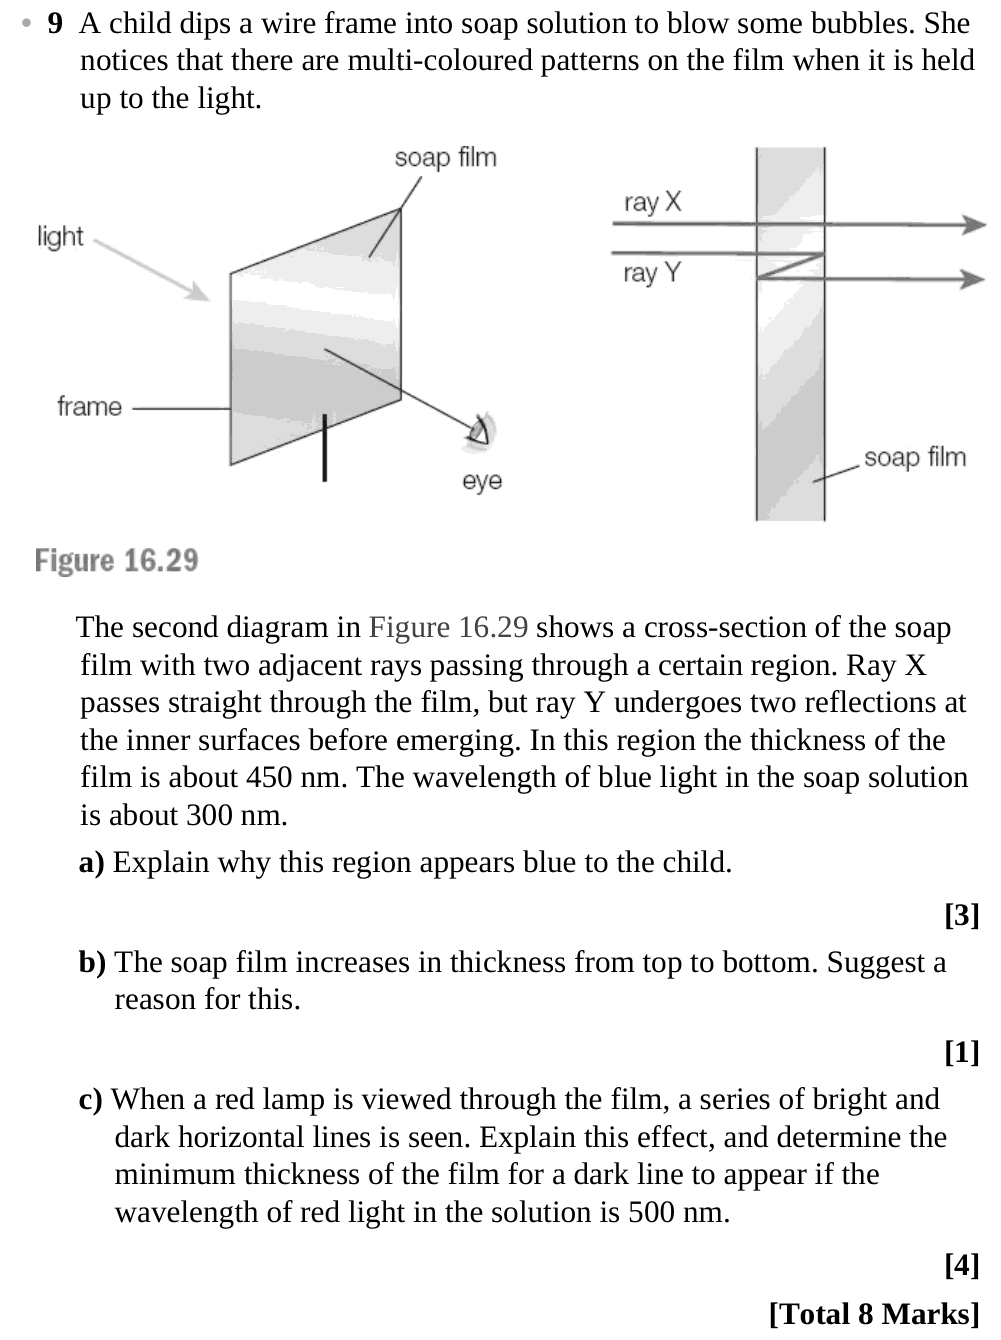 • 9 A child dips a wire frame into soap solution to blow some bubbles. She
notices that there are multi-coloured patterns on the film when it is held
up to the light.
soap film
light
frame
eye
ray X
ray Y
soap film
Figure 16.29
The second diagram in Figure 16.29 shows a cross-section of the soap
film with two adjacent rays passing through a certain region. Ray X
passes straight through the film, but ray Y undergoes two reflections at
the inner surfaces before emerging. In this region the thickness of the
film is about 450 nm. The wavelength of blue light in the soap solution
is about 300 nm.
a) Explain why this region appears blue to the child.
[3]
b) The soap film increases in thickness from top to bottom. Suggest a
reason for this.
[1]
c) When a red lamp is viewed through the film, a series of bright and
dark horizontal lines is seen. Explain this effect, and determine the
minimum thickness of the film for a dark line to appear if the
wavelength of red light in the solution is 500 nm.
[4]
[Total 8 Marks]